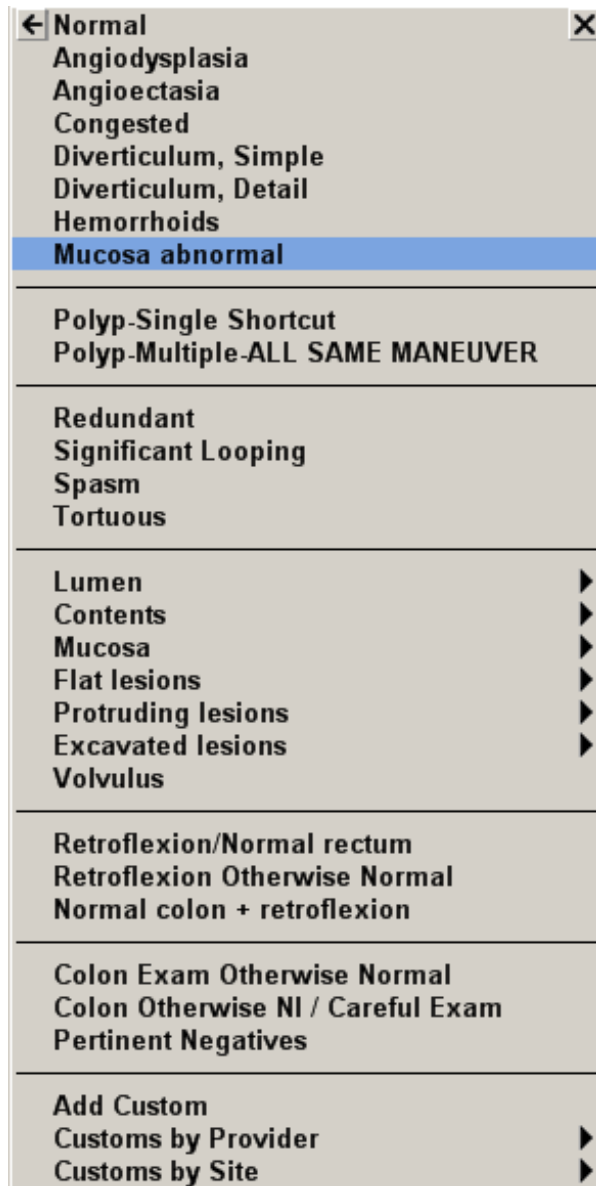 Normal
Angiodysplasia
Angioectasia
Congested
Diverticulum, Simple
Diverticulum, Detail
Hemorrhoids
Mucosa abnormal
Polyp-Single Shortcut
Polyp-Multiple-ALL SAME MANEUVER
Redundant
Significant Looping
Spasm
Tortuous
Lumen
Contents
Mucosa
Flat lesions
Protruding lesions
Excavated lesions
Volvulus
Retroflexion/Normal rectum
Retroflexion Otherwise Normal
Normal colon + retroflexion
Colon Exam Otherwise Normal
Colon Otherwise Nl / Careful Exam
Pertinent Negatives
Add Custom
Customs by Provider
Customs by Site